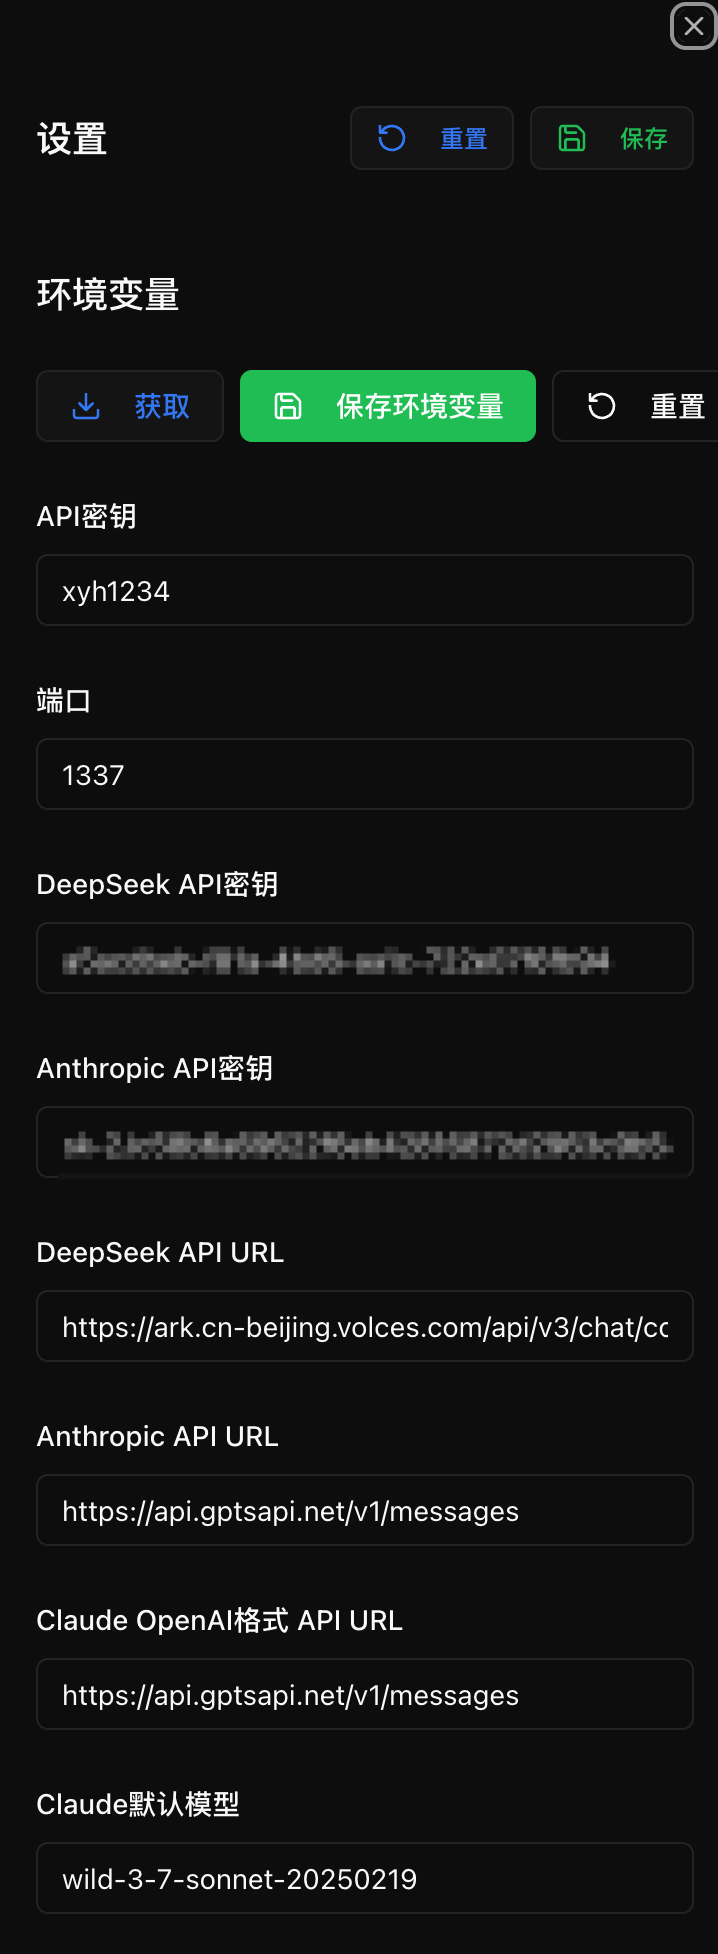 设置
重置
保存
环境变量
获取
保存环境变量
重置
API密钥
xyh1234
端口
1337
DeepSeek API密钥
Anthropic API密钥
DeepSeek API URL
https://ark.cn-beijing.volces.com/api/v3/chat/cc
Anthropic API URL
https://api.gptsapi.net/v1/messages
Claude OpenAI格式 API URL
https://api.gptsapi.net/v1/messages
Claude默认模型
wild-3-7-sonnet-20250219